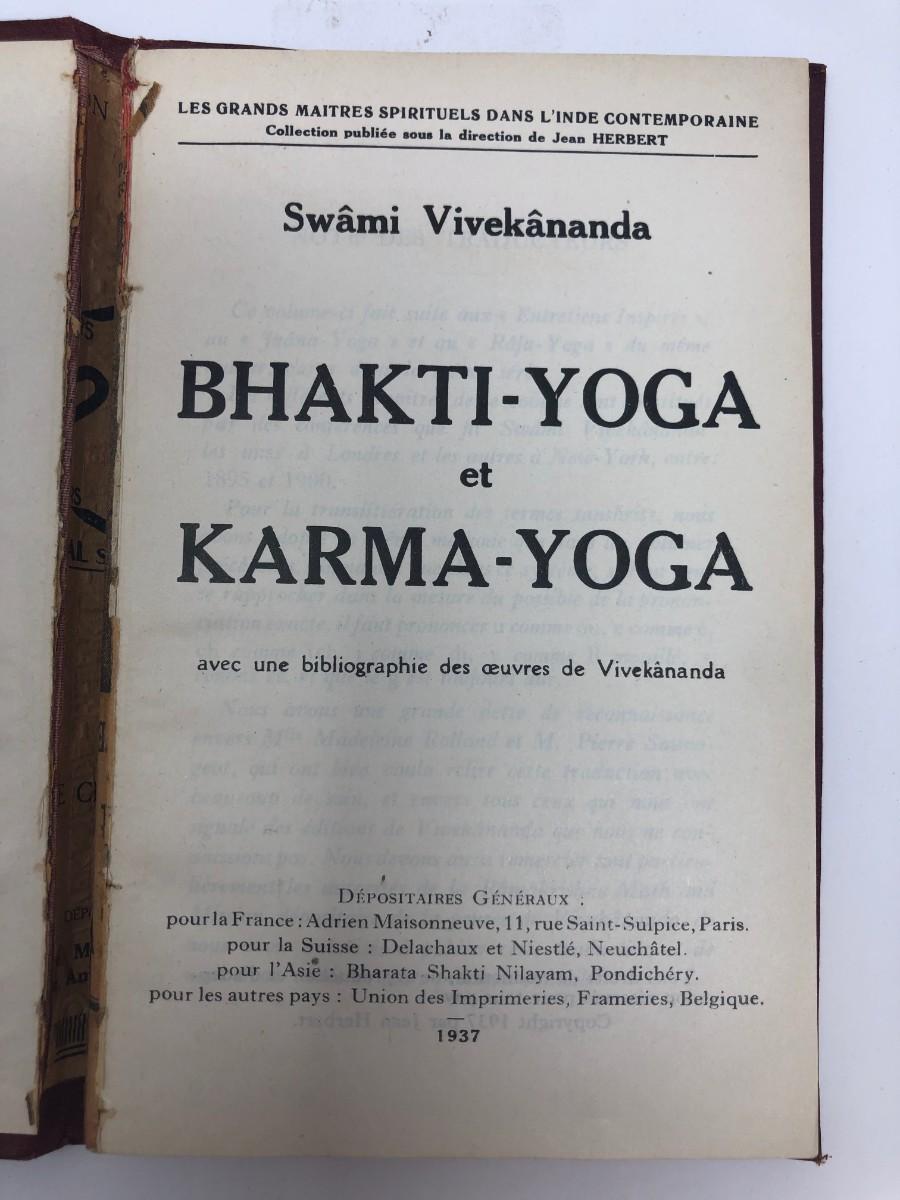 LES GRANDS MAITRES SPIRITUELS DANS L'INDE CONTEMPORAINE
Collection publiée sous la direction de Jean HERBERT
Swâmi Vivekânanda
BHAKTI-YOGA
et
KARMA-YOGA
avec une bibliographie des œuvres de Vivekânanda
DÉPOSITAIRES GÉNÉRAUX :
pour la France : Adrien Maisonneuve, 11, rue Saint-Sulpice, Paris.
pour la Suisse : Delachaux et Niestlé, Neuchâtel.
pour l'Asie : Bharata Shakti Nilayam, Pondichéry.
pour les autres pays : Union des Imprimeries, Frameries, Belgique.
1937